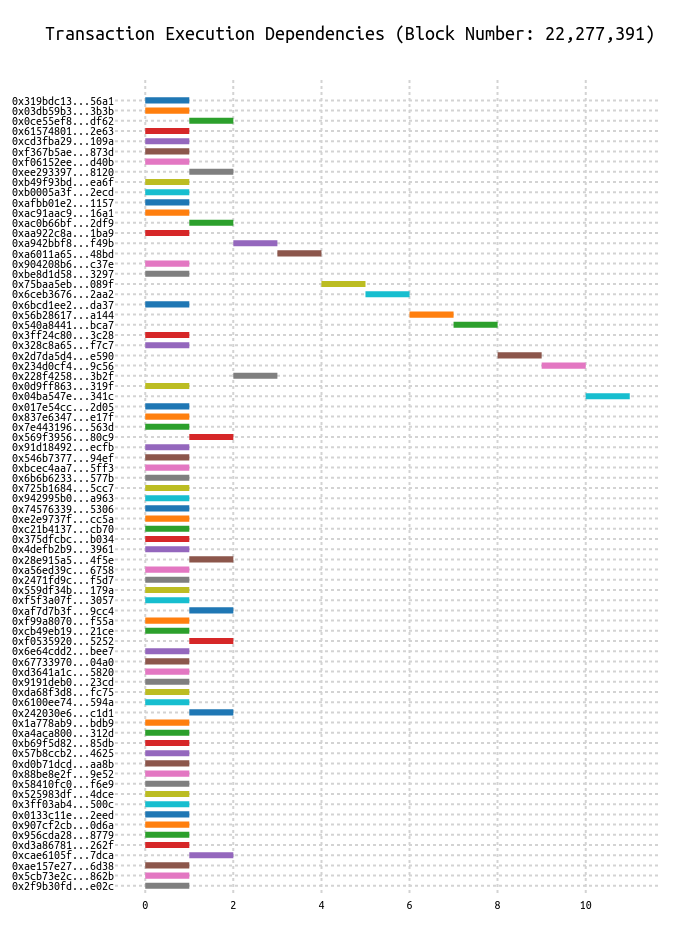 Transaction Execution Dependencies (Block Number: 22,277,391)
0x319bdc13...56a1
0x03db59b3...3b3b
0x0ce55ef8...df62
0x61574801...2e63
0xcd3fba29...109a
0xf367b5ae...873d
0xf06152ee...d40b
0xee293397...8120
0xb49f93bd...ea6f
0xb0005a3f...2ecd
0xafbb01e2...1157
0xac91aac9...16a1
0xac0b66bf...2df9
0xaa922c8a...1ba9
0xa942bbf8...f49b
0xa6011a65...48bd
0x904208b6...c37e
0xbe8d1d58...3297
0x75baa5eb...089f
0x6ceb3676...2aa2
0x6bcd1ee2...da37
0x56b28617...a144
0x540a8441...bca7
0x3ff24c80...3c28
0x328c8a65...f7c7
0x2d7da5d4...e590
0x234d0cf4...9c56
0x228f4258...3b2f
0x0d9ff863...319f
0x04ba547e...341c
0x017e54cc...2d05
0x837e6347...e17f
0x7e443196...563d
0x569f3956...80c9
0x91d18492...ecfb
0x546b7377...94ef
0xbcec4aa7...5ff3
0x6b6b6233...577b
0x725b1684...5cc7
0x942995b0...a963
0x74576339...5306
0xe2e9737f...cc5a
0xc21b4137...cb70
0x375dfcbc...b034
0x4defb2b9...3961
0x28e915a5...4f5e
0xa56ed39c...6758
0x2471fd9c...f5d7
0x559df34b...179a
0xf5f3a07f...3057
0xaf7d7b3f...9cc4
0xf99a8070...f55a
0xcb49eb19...21ce
0xf0535920...5252
0x6e64cdd2...bee7
0x67733970...04a0
0xd3641a1c...5820
0x9191deb0...23cd
0xda68f3d8...fc75
0x6100ee74...594a
0x242030e6...c1d1
0x1a778ab9...bdb9
0xa4aca800...312d
0xb69f5d82...85db
0x57b8ccb2...4625
0xd0b71dcd...aa8b
0x88be8e2f...9e52
0x58410fc0...f6e9
0x525983df...4dce
0x3ff03ab4...500c
0x0133c11e...2eed
0x907cf2cb...0d6a
0x956cda28...8779
0xd3a86781...262f
0xcae6105f...7dca
0xae157e27...6d38
0x5cb73e2c...862b
0x2f9b30fd...e02c
0 2 4 6 8 10